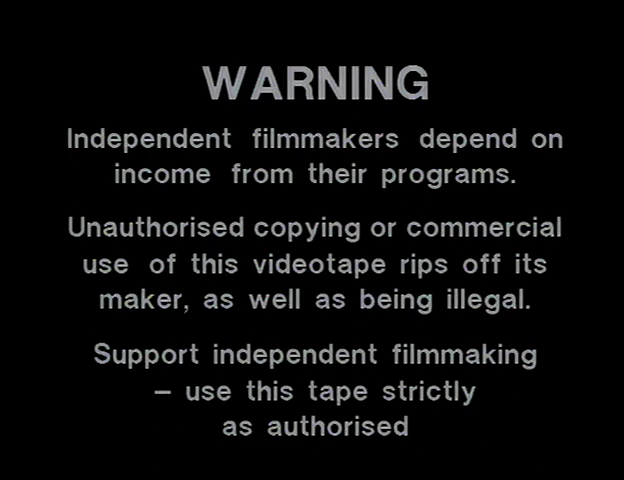 WARNING
Independent filmmakers depend on
income from their programs.
Unauthorised copying or commercial
use of this videotape rips off its
maker, as well as being illegal.
Support independent filmmaking
– use this tape strictly
as authorised